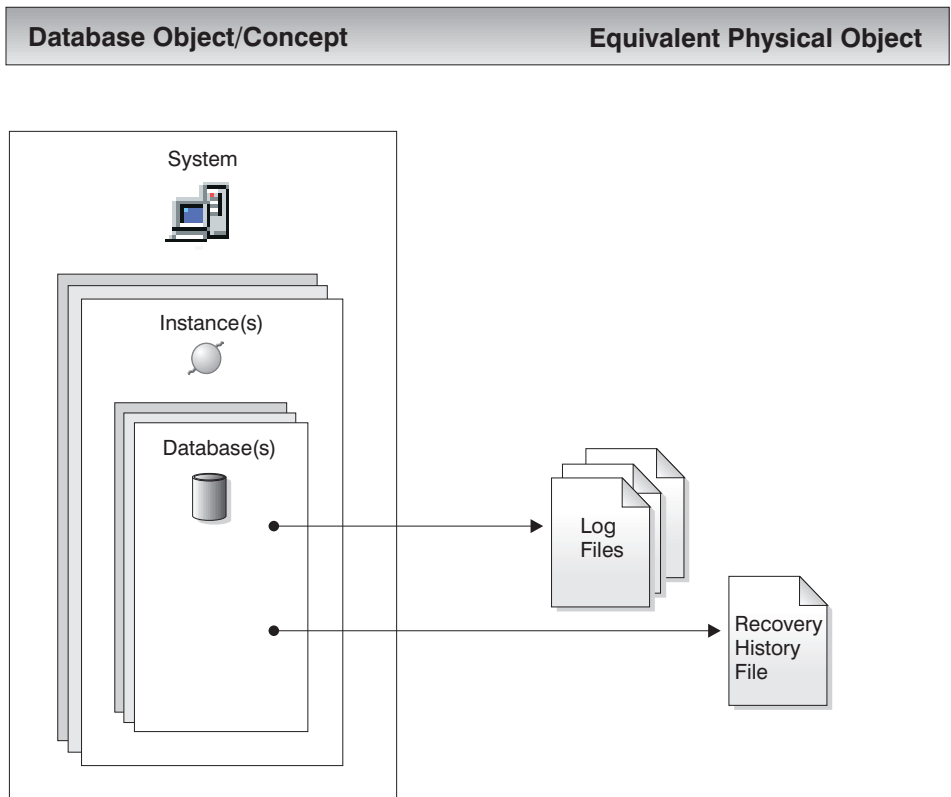 Database Object/Concept
Equivalent Physical Object
System
Instance(s)
Database(s)
Log
Files
Recovery
History
File